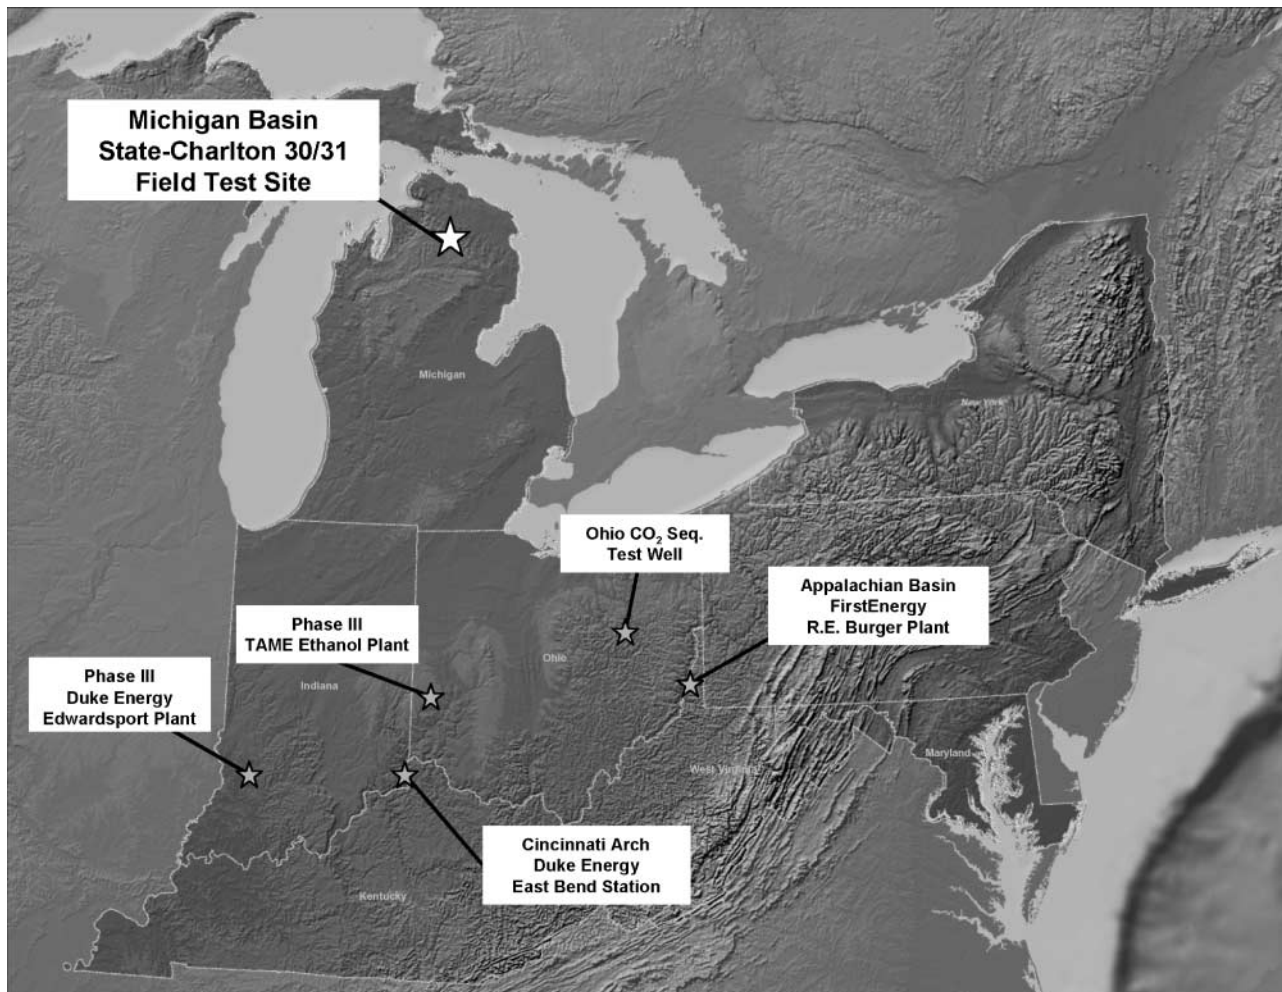 Michigan Basin
State-Charlton 30/31
Field Test Site
Michigan
New York
Ohio CO₂ Seq.
Test Well
Appalachian Basin
FirstEnergy
R.E. Burger Plant
Phase III
TAME Ethanol Plant
Ohio
Phase III
Duke Energy
Edwardsport Plant
Indiana
Maryland
West Virginia
Cincinnati Arch
Duke Energy
East Bend Station
Kentucky